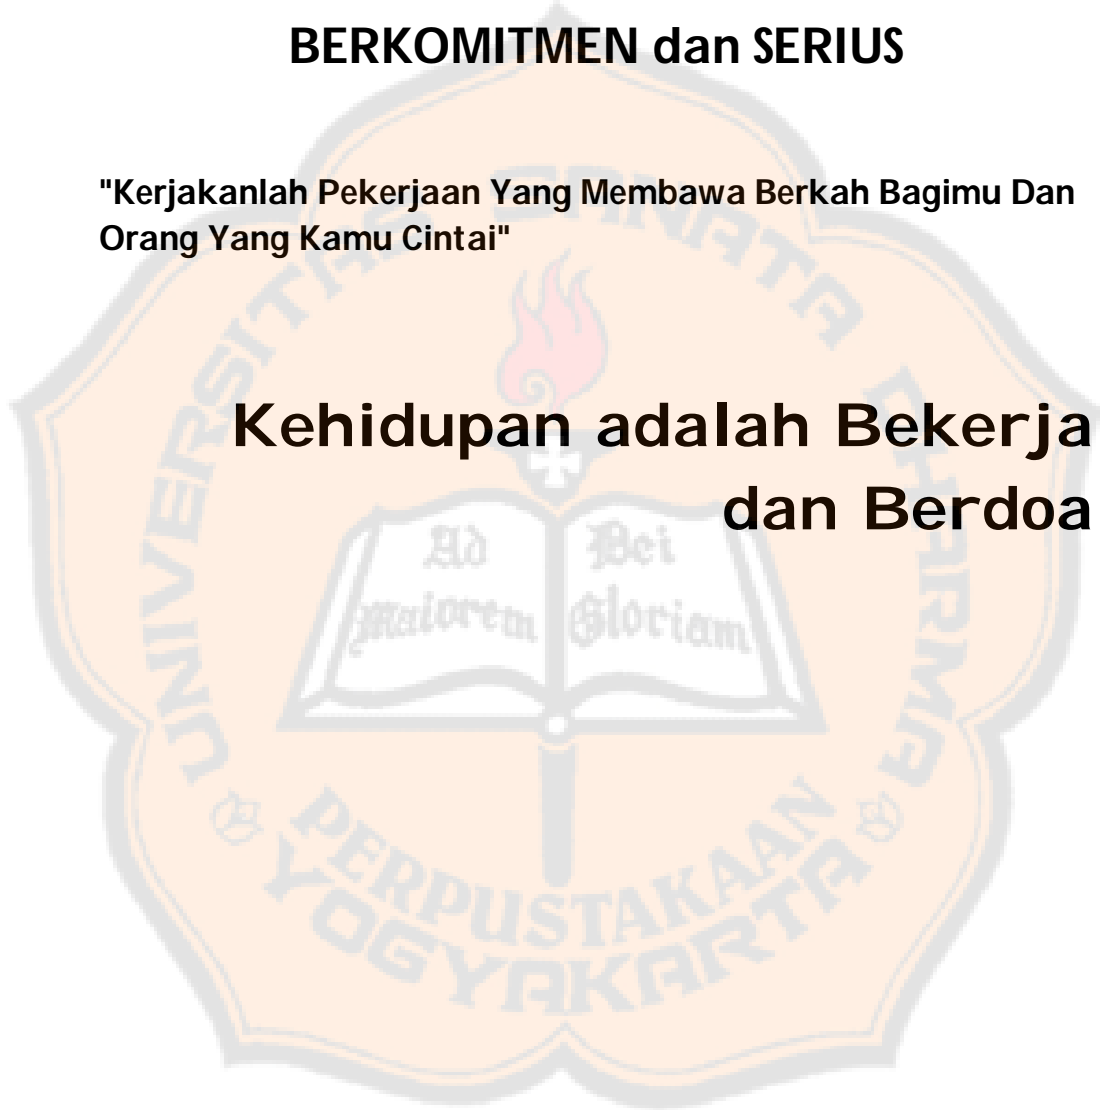 BERKOMITMEN dan SERIUS
"Kerjakanlah Pekerjaan Yang Membawa Berkah Bagimu Dan
Orang Yang Kamu Cintai"
Kehidupan adalah Bekerja
dan Berdoa
UNIVERSITAS SANATA DHARMA
Ad Dei
maiorem Gloriam
PERPUSTAKAAN
YOGYAKARTA